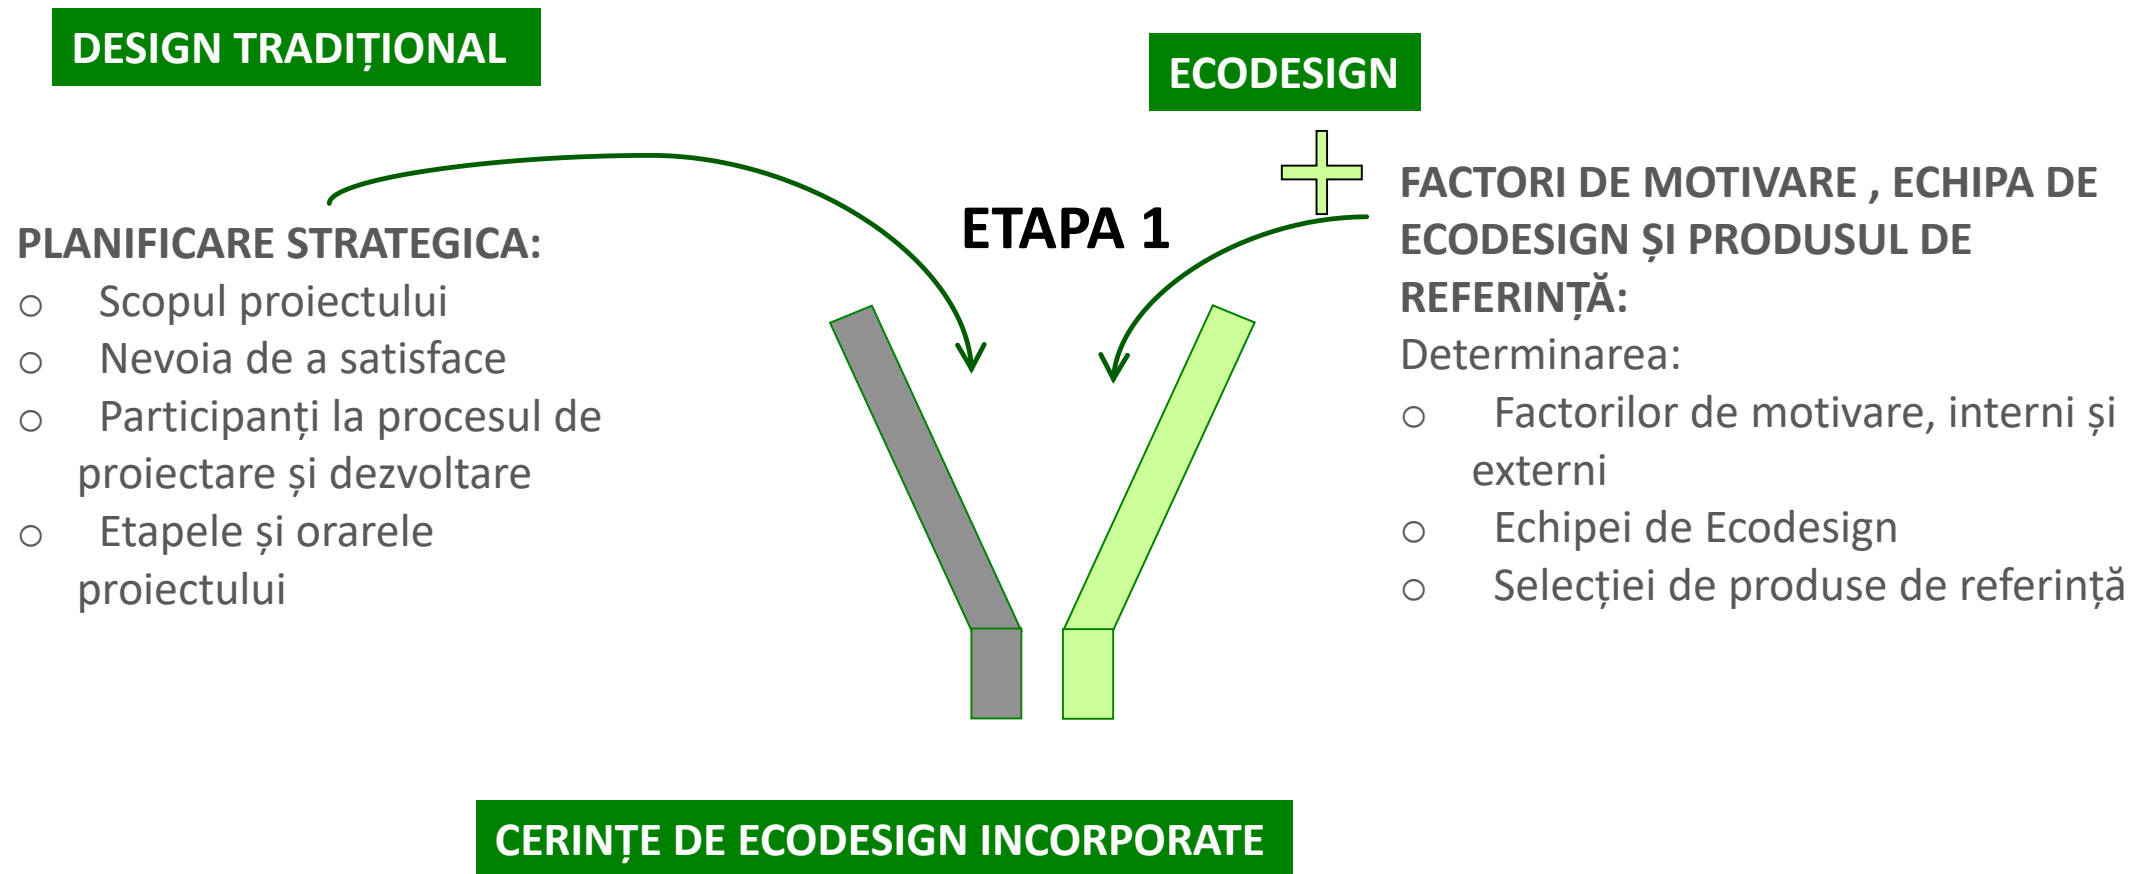 DESIGN TRADIȚIONAL
ECODESIGN
ETAPA 1
PLANIFICARE STRATEGICA:
o Scopul proiectului
o Nevoia de a satisface
o Participanți la procesul de
proiectare și dezvoltare
o Etapele și orarele
proiectului
FACTORI DE MOTIVARE , ECHIPA DE
ECODESIGN ȘI PRODUSUL DE
REFERINȚĂ:
Determinarea:
o Factorilor de motivare, interni și
externi
o Echipei de Ecodesign
o Selecției de produse de referință
CERINȚE DE ECODESIGN INCORPORATE